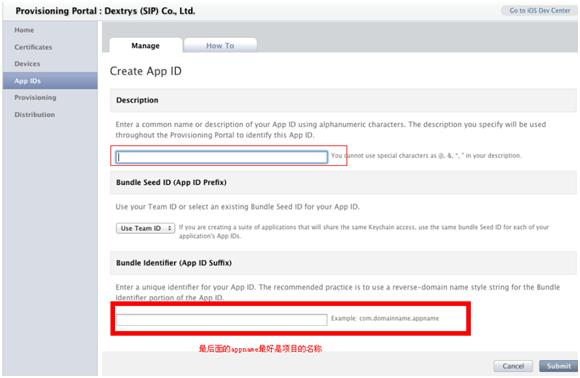 Provisioning Portal : Dextrys (SIP) Co., Ltd.
Go to iOS Dev Center
Home
Certificates
Devices
App IDs
Provisioning
Distribution
Manage
How To
Create App ID
Description
Enter a common name or description of your App ID using alphanumeric characters. The description you specify will be used
throughout the Provisioning Portal to identify this App ID.
You cannot use special characters as @, &, *, " in your description.
Bundle Seed ID (App ID Prefix)
Use your Team ID or select an existing Bundle Seed ID for your App ID.
Use Team ID
If you are creating a suite of applications that will share the same Keychain access, use the same bundle Seed ID for each of your
application's App IDs.
Bundle Identifier (App ID Suffix)
Enter a unique identifier for your App ID. The recommended practice is to use a reverse-domain name style string for the Bundle
Identifier portion of the App ID.
Example: com.domainname.appname
最后面的appname最好是项目的名称
Cancel
Submit